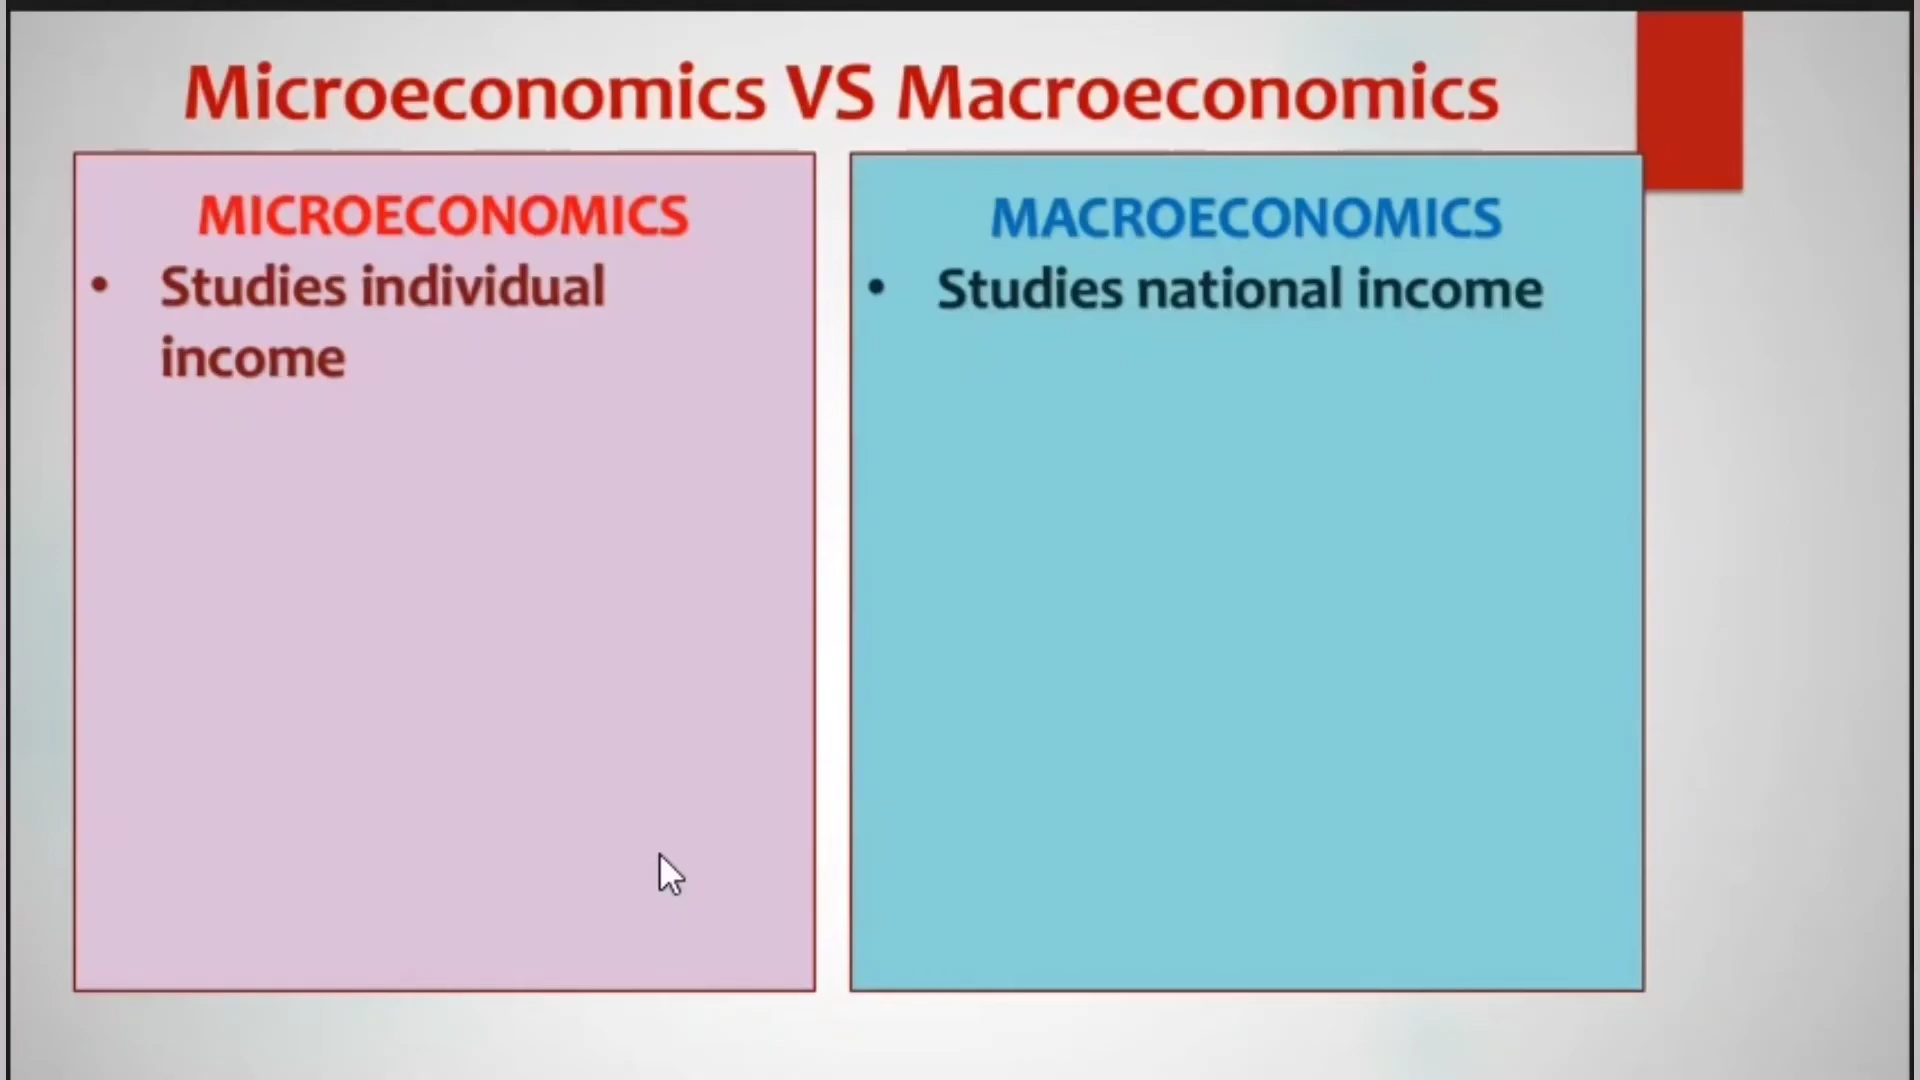 Microeconomics VS Macroeconomics
MICROECONOMICS
• Studies individual
income
MACROECONOMICS
• Studies national income